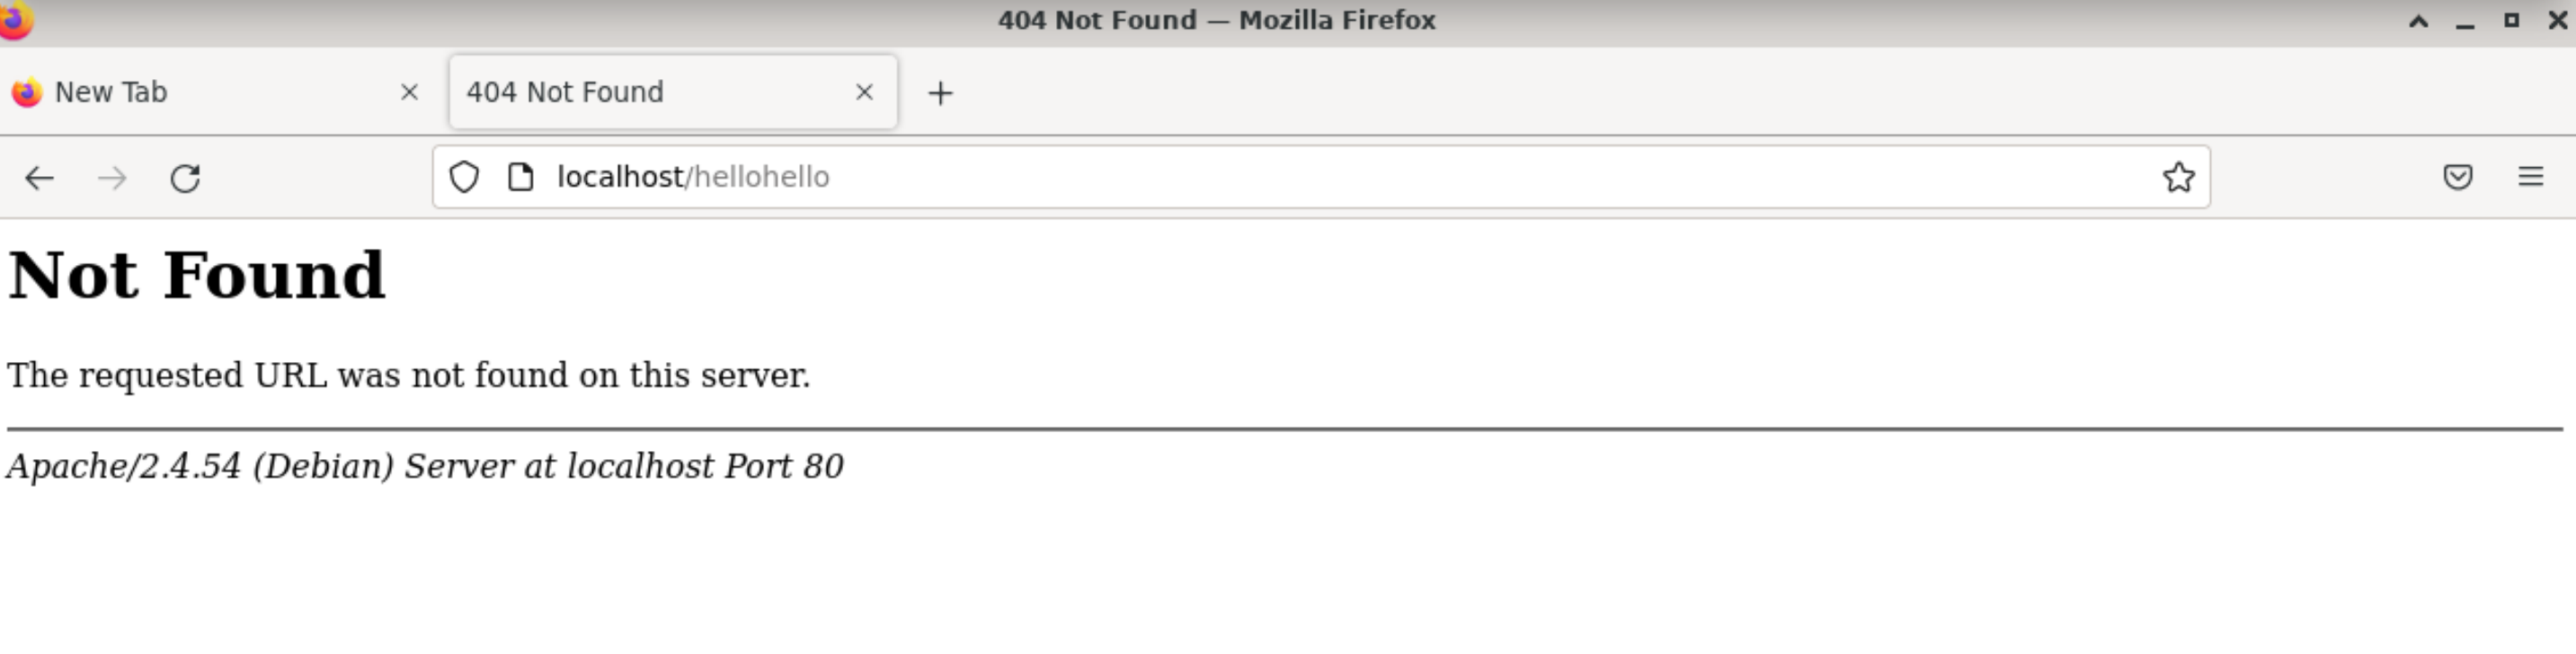 404 Not Found — Mozilla Firefox
New Tab
404 Not Found
localhost/hellohello
Not Found
The requested URL was not found on this server.
Apache/2.4.54 (Debian) Server at localhost Port 80